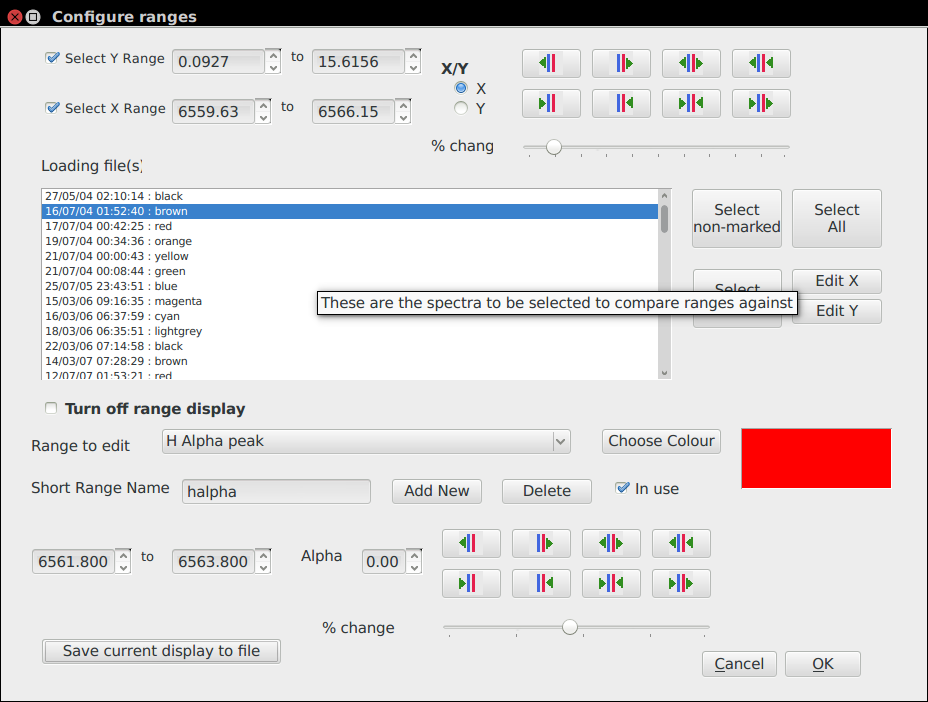 Configure ranges
Select Y Range 0.0927 to 15.6156
X/Y
X
Select X Range 6559.63 to 6566.15
Y
% chang
Loading file(s)
27/05/04 02:10:14 : black
16/07/04 01:52:40 : brown
17/07/04 00:42:25 : red
19/07/04 00:34:36 : orange
21/07/04 00:00:43 : yellow
21/07/04 00:08:44 : green
25/07/05 23:43:51 : blue
15/03/06 09:16:35 : magenta
16/03/06 06:37:59 : cyan
18/03/06 06:35:51 : lightgrey
22/03/06 07:14:58 : black
14/03/07 07:28:29 : brown
12/07/07 01:53:21 : red
Select
non-marked
Select
All
Select
Edit X
Edit Y
These are the spectra to be selected to compare ranges against
Turn off range display
Range to edit H Alpha peak Choose Colour
Short Range Name halpha Add New Delete In use
6561.800 to 6563.800 Alpha 0.00
% change
Save current display to file
Cancel OK